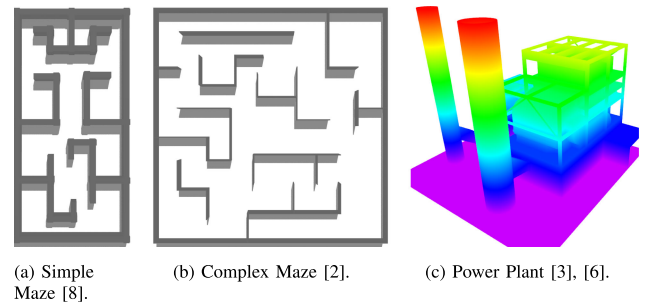 (a) Simple
Maze [8].
(b) Complex Maze [2].
(c) Power Plant [3], [6].